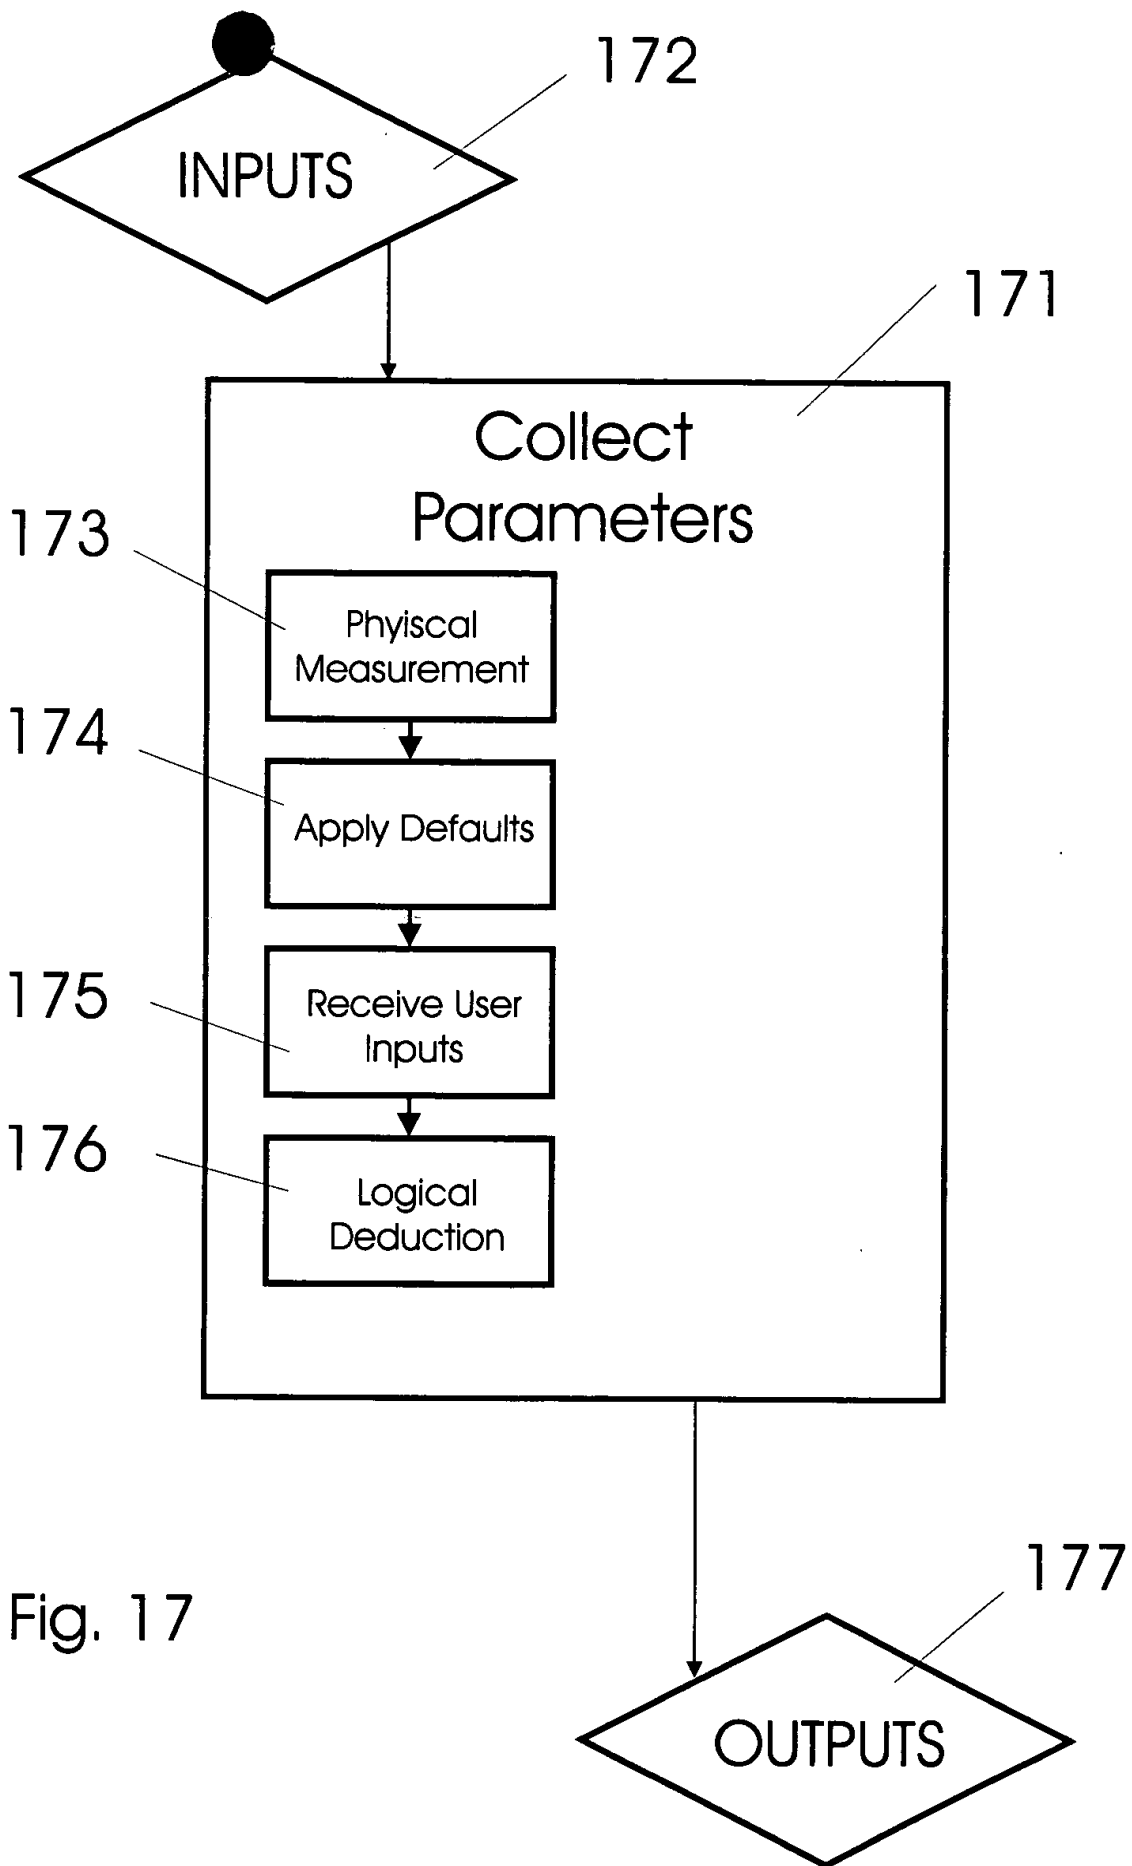 172
INPUTS
171
Collect
Parameters
173
Phyiscal
Measurement
174
Apply Defaults
175
Receive User
Inputs
176
Logical
Deduction
177
Fig. 17
OUTPUTS